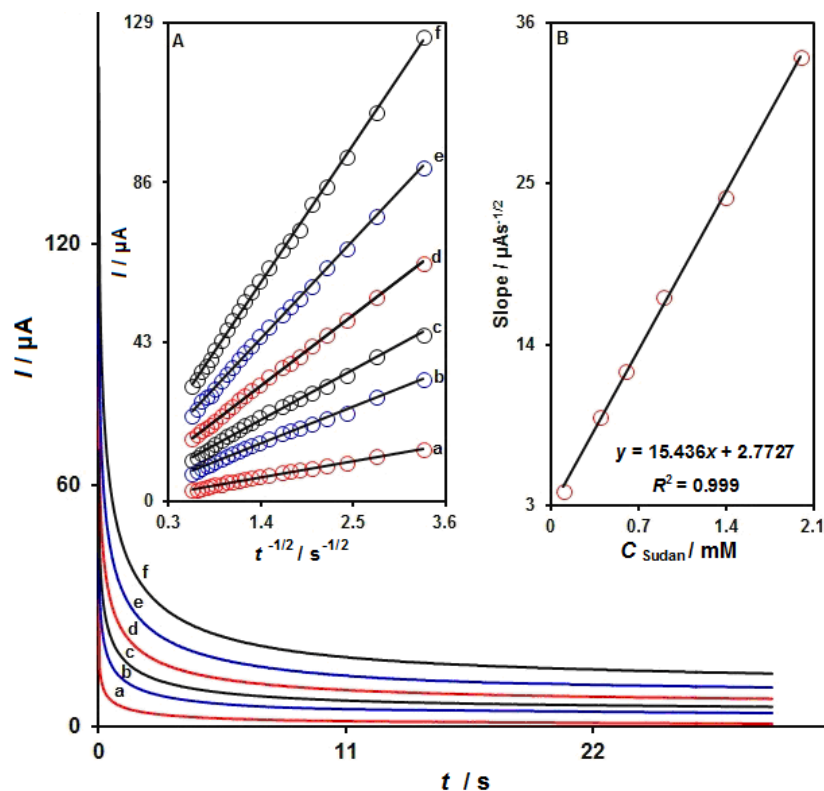 129
A
f
86
e
I / µA
d
43
c
b
a
0
0.3
1.4
2.5
3.6
t -1/2 / s-1/2
36
B
25
Slope / µAs-1/2
14
y = 15.436x + 2.7727
R2 = 0.999
3
0
0.7
1.4
2.1
C Sudan / mM
120
I / µA
60
f
e
d
c
b
a
0
0
11
22
t / s